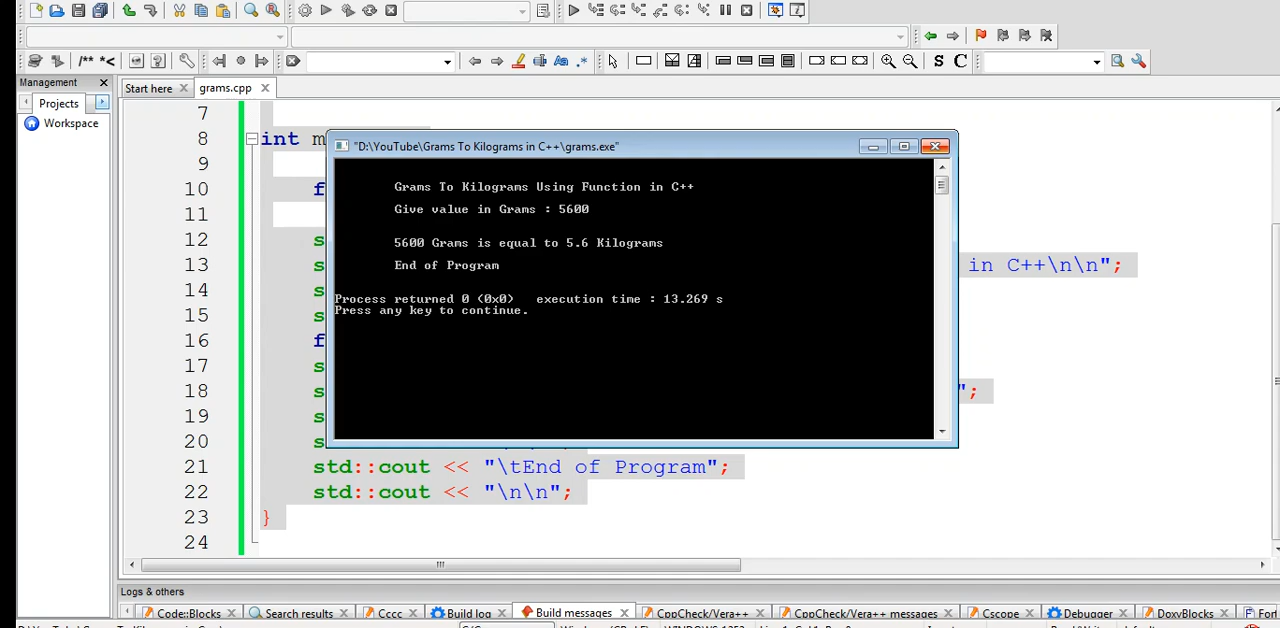 /** *<
S C
Management
Start here
grams.cpp
Projects
Workspace
7
8 int m
9
10 f
11
12 s
13 s in C++\n\n";
14 s
15 s
16 f
17 s
18 s ";
19 s
20 s
21 std::cout << "\tEnd of Program";
22 std::cout << "\n\n";
23 }
24
"D:\YouTube\Grams To Kilograms in C++\grams.exe"
Grams To Kilograms Using Function in C++
Give value in Grams : 5600
5600 Grams is equal to 5.6 Kilograms
End of Program
Process returned 0 (0x0)   execution time : 13.269 s
Press any key to continue.
Logs & others
Code::Blocks
Search results
Cccc
Build log
Build messages
CppCheck/Vera++
CppCheck/Vera++ messages
Cscope
Debugger
DoxyBlocks
Fort